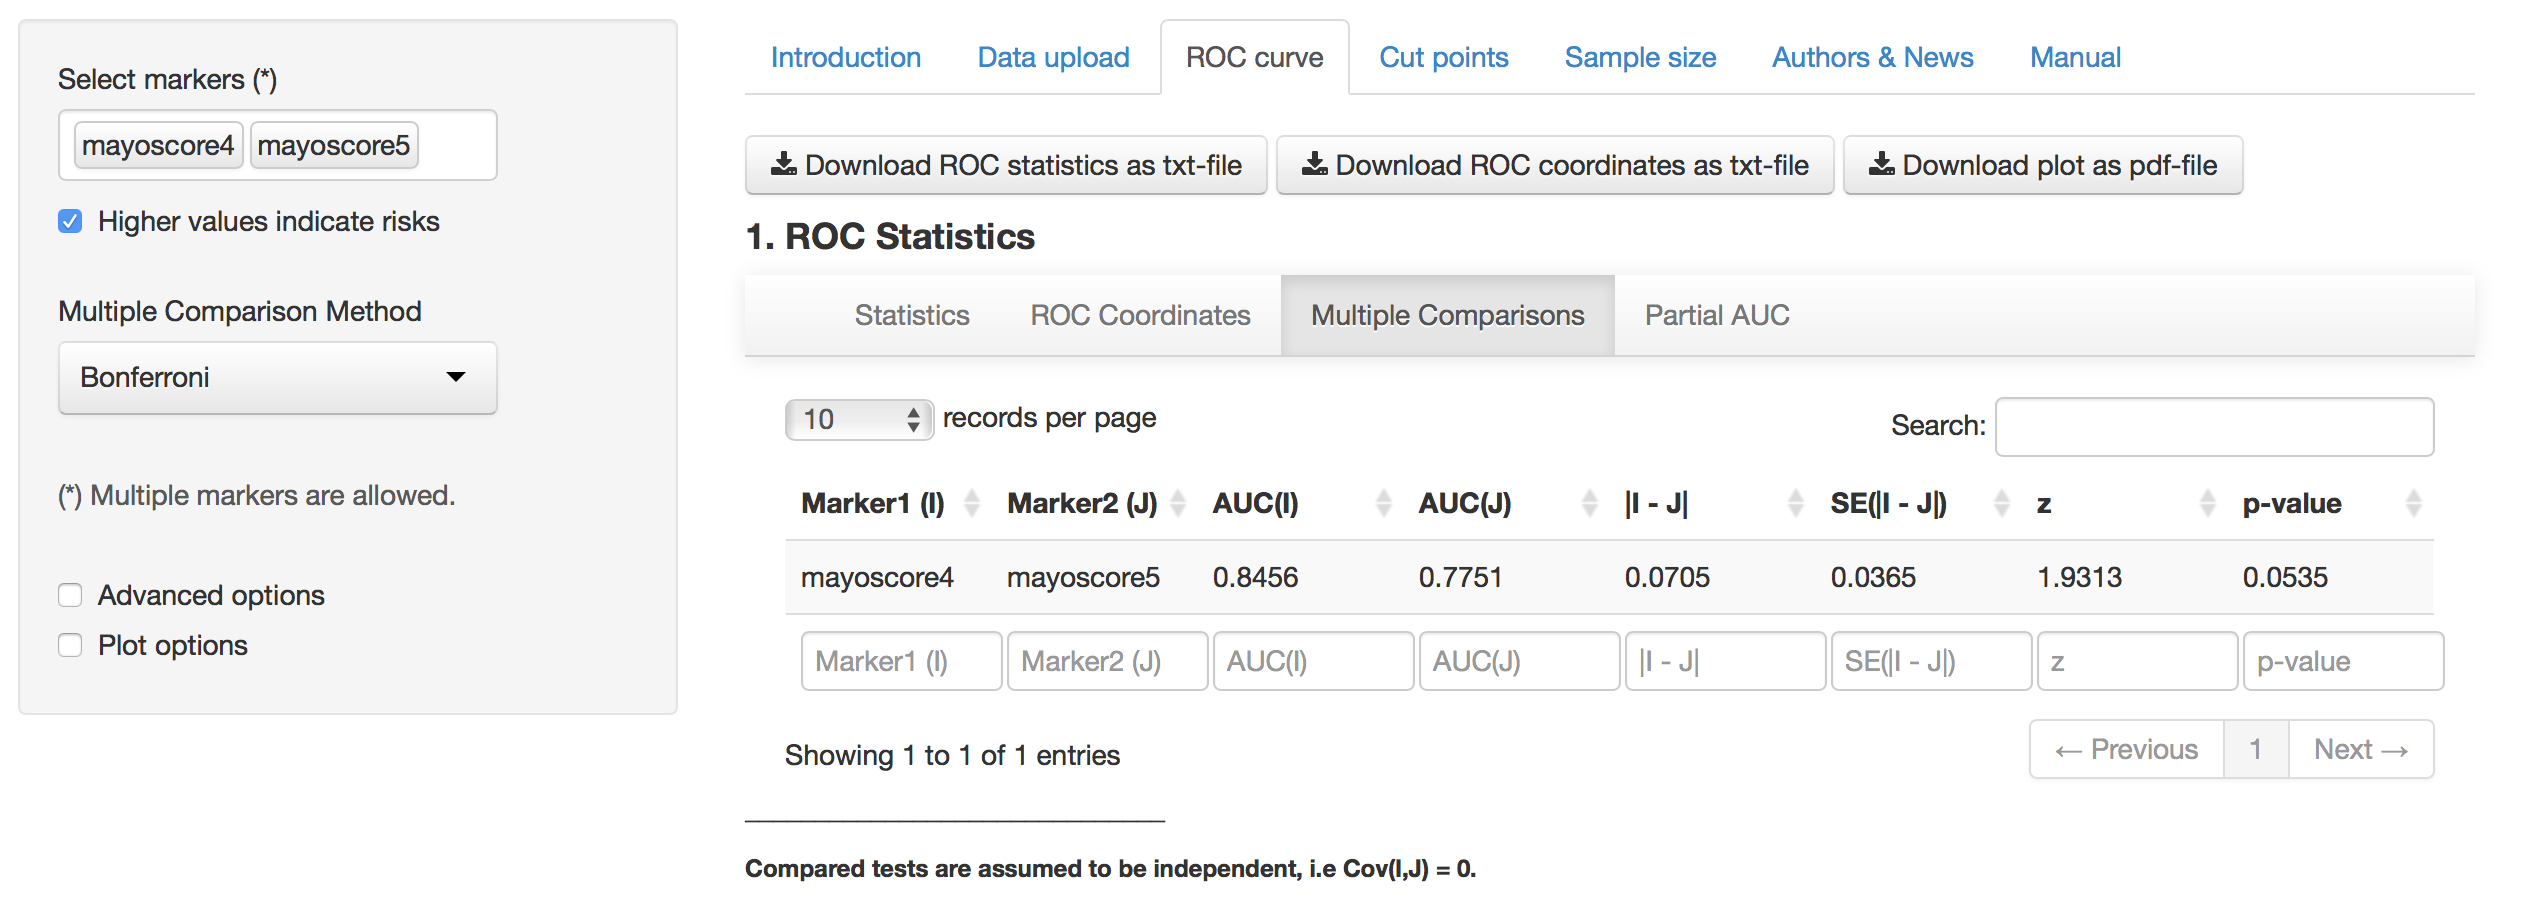 Select markers (*)
mayoscore4 mayoscore5
Higher values indicate risks
Multiple Comparison Method
Bonferroni
(*) Multiple markers are allowed.
Advanced options
Plot options
Introduction Data upload ROC curve Cut points Sample size Authors & News Manual
Download ROC statistics as txt-file Download ROC coordinates as txt-file Download plot as pdf-file
1. ROC Statistics
Statistics ROC Coordinates Multiple Comparisons Partial AUC
10 records per page Search:
Marker1 (I) Marker2 (J) AUC(I) AUC(J) |I - J| SE(|I - J|) z p-value
mayoscore4 mayoscore5 0.8456 0.7751 0.0705 0.0365 1.9313 0.0535
Marker1 (I) Marker2 (J) AUC(I) AUC(J) |I - J| SE(|I - J|) z p-value
Showing 1 to 1 of 1 entries ← Previous 1 Next →
Compared tests are assumed to be independent, i.e Cov(I,J) = 0.